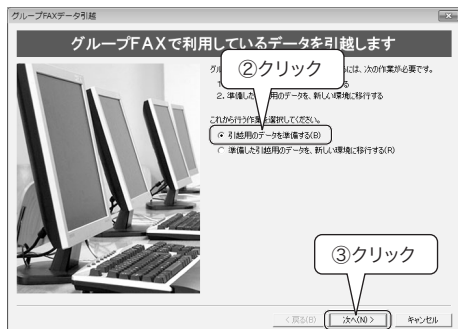 グループFAXデータ引越
グループFAXで利用しているデータを引越します
グル
には、次の作業が必要です。
②クリック
1.
る
2. 準備した
用のデータを、新しい環境に移行する
これから行う作
選択してください。
引越用のデータを準備する(B)
準備した引越用のデータを、新しい環境に移行する(R)
③クリック
< 戻る(B)
次へ(N) >
キャンセル